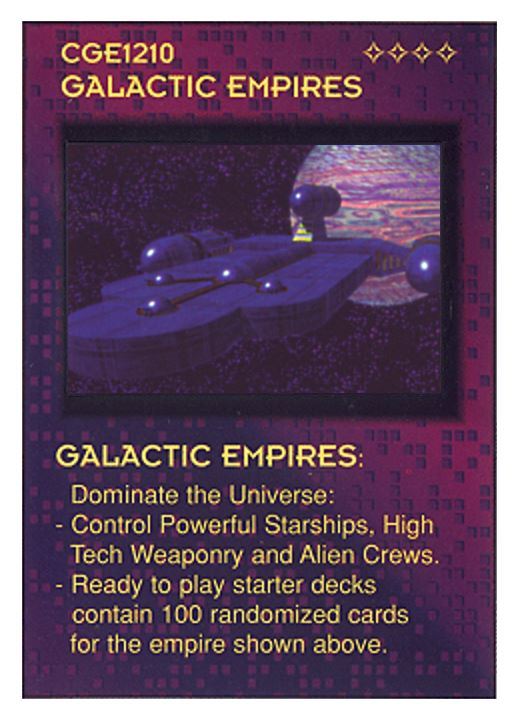 CGE1210
GALACTIC EMPIRES
GALACTIC EMPIRES:
Dominate the Universe:
- Control Powerful Starships, High
Tech Weaponry and Alien Crews.
- Ready to play starter decks
contain 100 randomized cards
for the empire shown above.